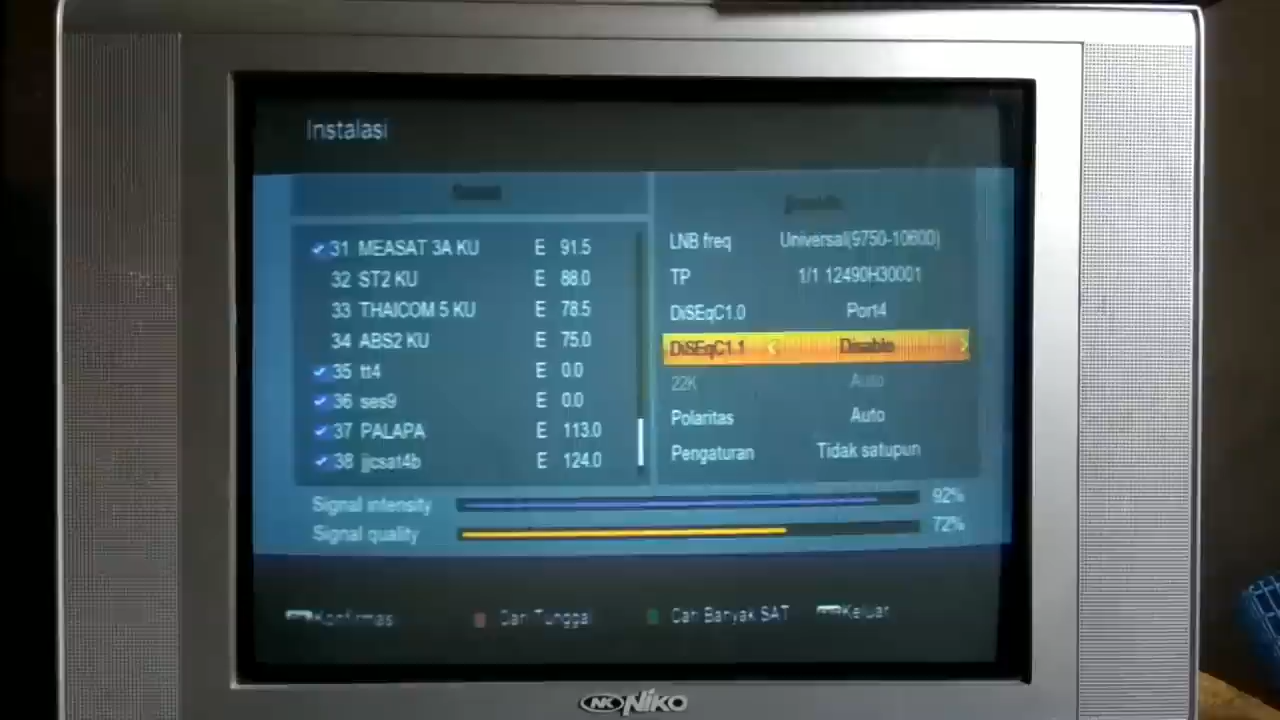 Instalasi
31 MEASAT 3A KU E 91.5
32 ST2 KU E 88.0
33 THAICOM 5 KU E 78.5
34 ABS2 KU E 75.0
35 tt4 E 0.0
36 ses9 E 0.0
37 PALAPA E 113.0
38 jjcsat4b E 124.0
LNB freq Universal(9750-10600)
TP 1/1 12490H30001
DiSEqC1.0 Port4
DiSEqC1.1 Disable
22K Auto
Polaritas Auto
Pengaturan Tidak satupun
Signal intensity 92%
Signal quality 72%
Konfirmas
Cari Tunggal
Cari Banyak SAT
Keluar
NK NIKO